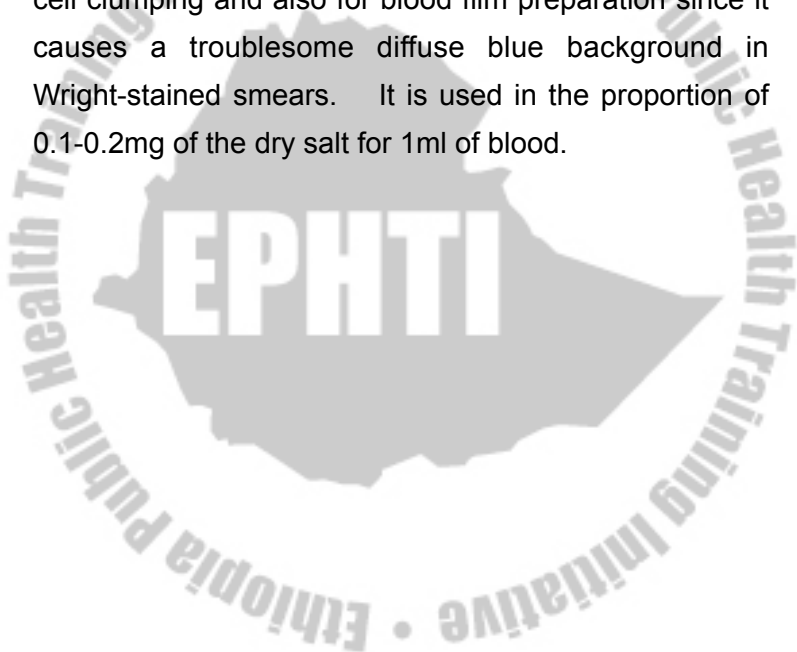 cell clumping and also for blood film preparation since it
causes a troublesome diffuse blue background in
Wright-stained smears. It is used in the proportion of
0.1-0.2mg of the dry salt for 1ml of blood.
EPHTI
Ethiopia Public Health Training Initiative •